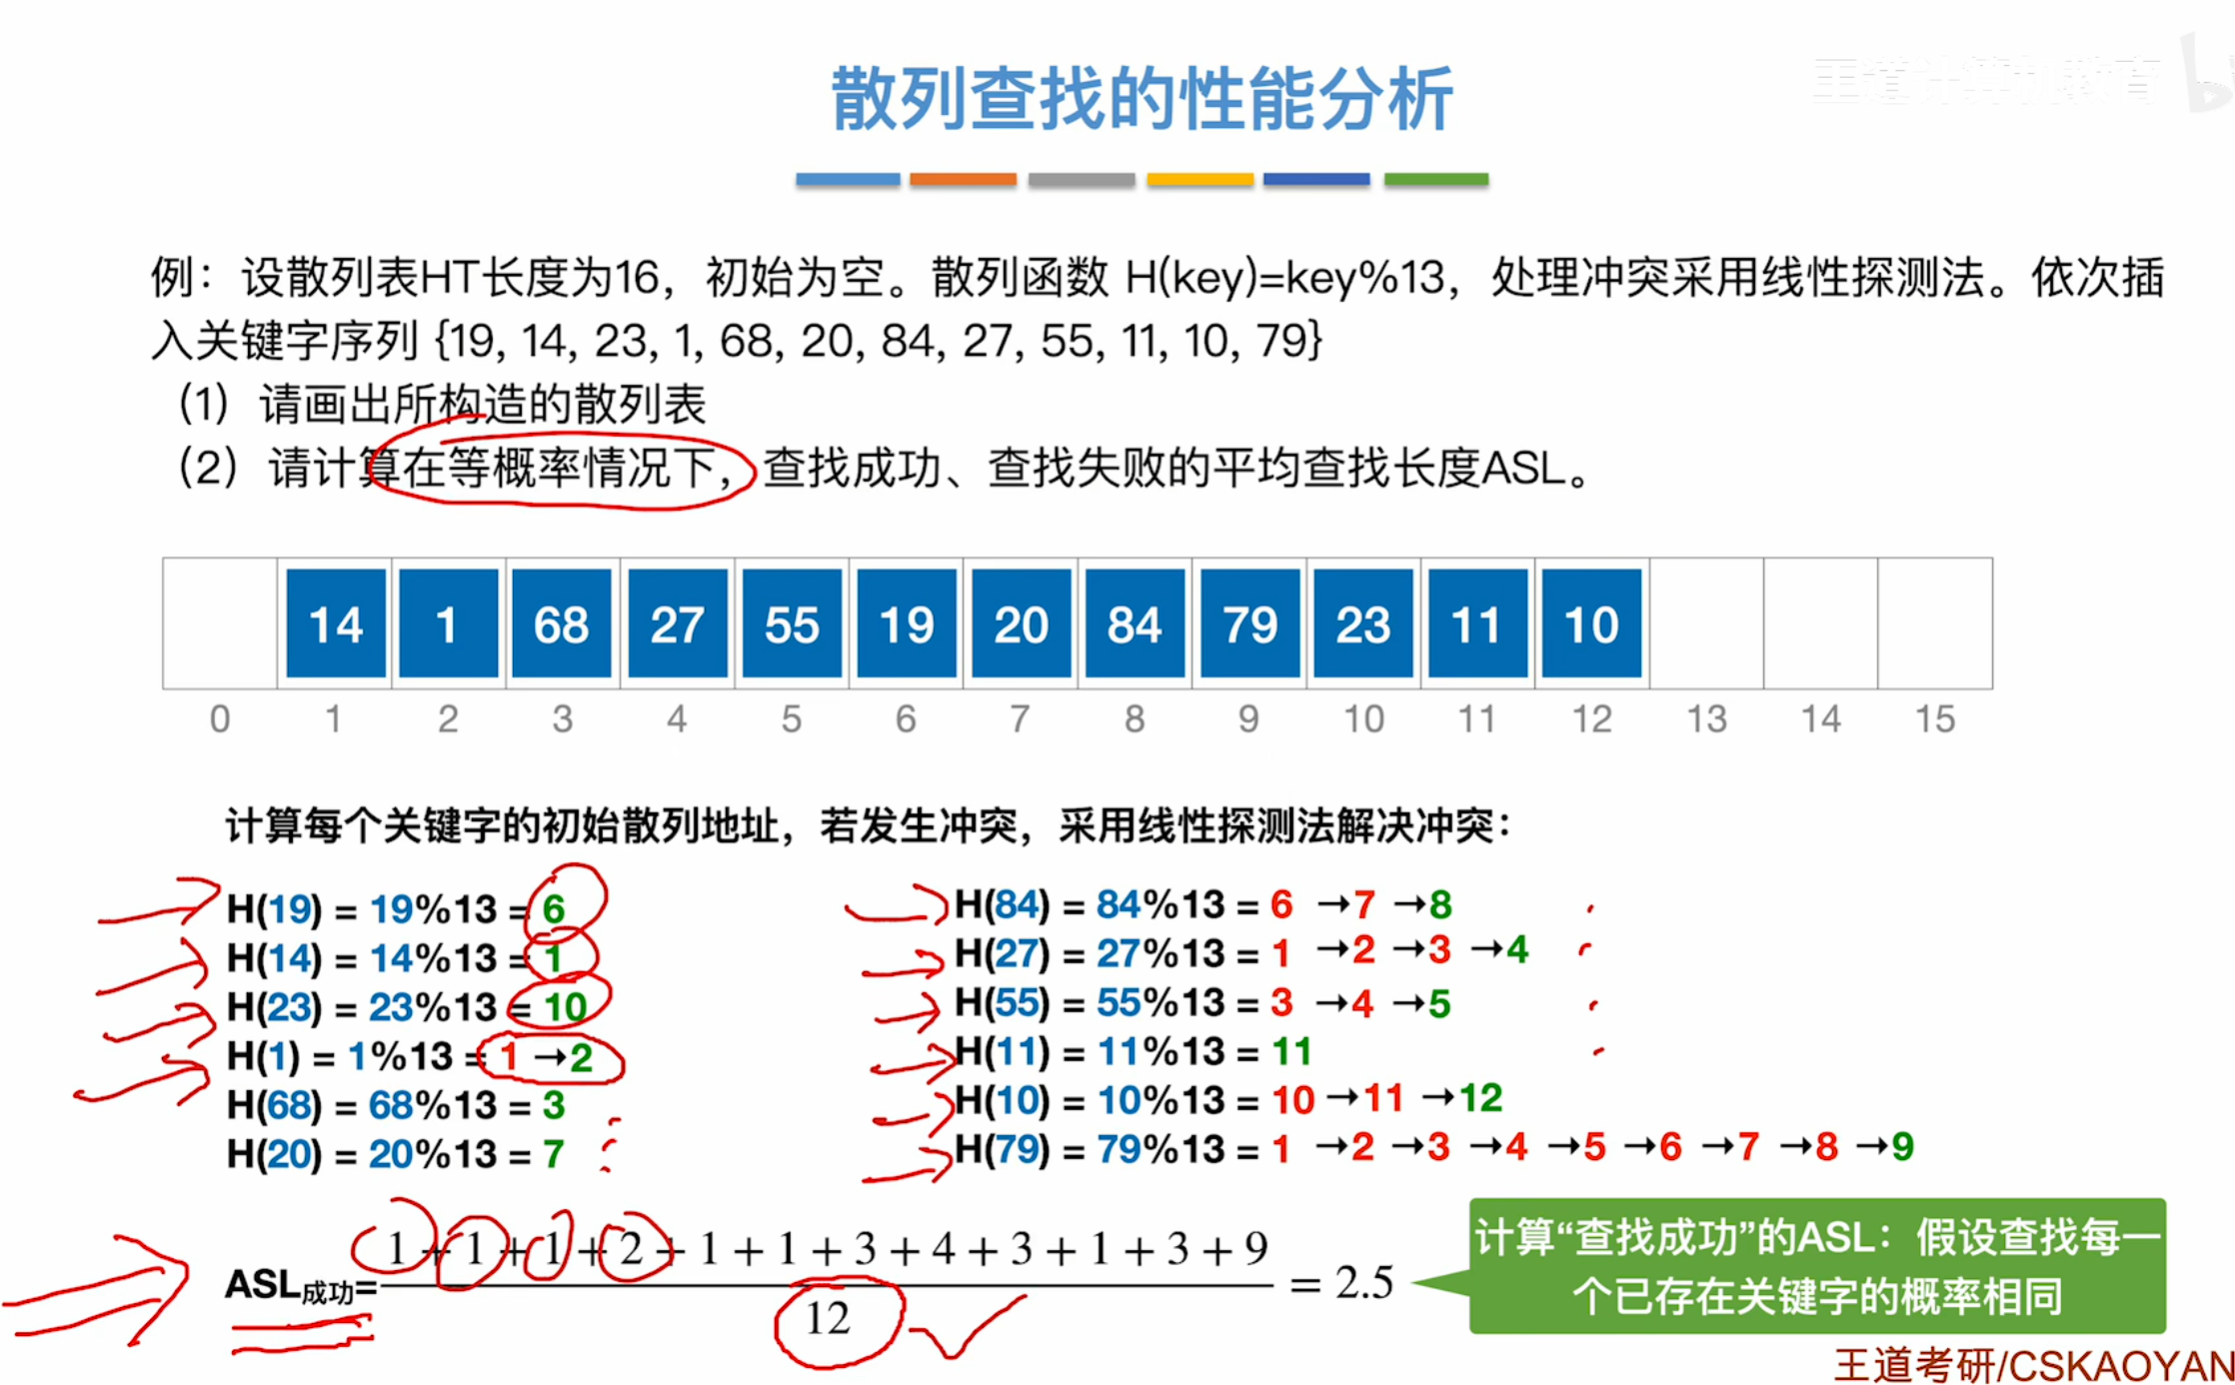 散列查找的性能分析
王道计算机教育
例：设散列表HT长度为16，初始为空。散列函数 H(key)=key%13，处理冲突采用线性探测法。依次插
入关键字序列 {19, 14, 23, 1, 68, 20, 84, 27, 55, 11, 10, 79}
（1）请画出所构造的散列表
（2）请计算在等概率情况下，查找成功、查找失败的平均查找长度ASL。
14 1 68 27 55 19 20 84 79 23 11 10
0 1 2 3 4 5 6 7 8 9 10 11 12 13 14 15
计算每个关键字的初始散列地址，若发生冲突，采用线性探测法解决冲突：
H(19) = 19%13 = 6
H(14) = 14%13 = 1
H(23) = 23%13 = 10
H(1) = 1%13 = 1 →2
H(68) = 68%13 = 3
H(20) = 20%13 = 7
H(84) = 84%13 = 6 →7 →8
H(27) = 27%13 = 1 →2 →3 →4
H(55) = 55%13 = 3 →4 →5
H(11) = 11%13 = 11
H(10) = 10%13 = 10 →11 →12
H(79) = 79%13 = 1 →2 →3 →4 →5 →6 →7 →8 →9
1 + 1 + 1 + 2 + 1 + 1 + 3 + 4 + 3 + 1 + 3 + 9
ASL成功= = 2.5
12
计算“查找成功”的ASL：假设查找每一
个已存在关键字的概率相同
王道考研/CSKAOYAN